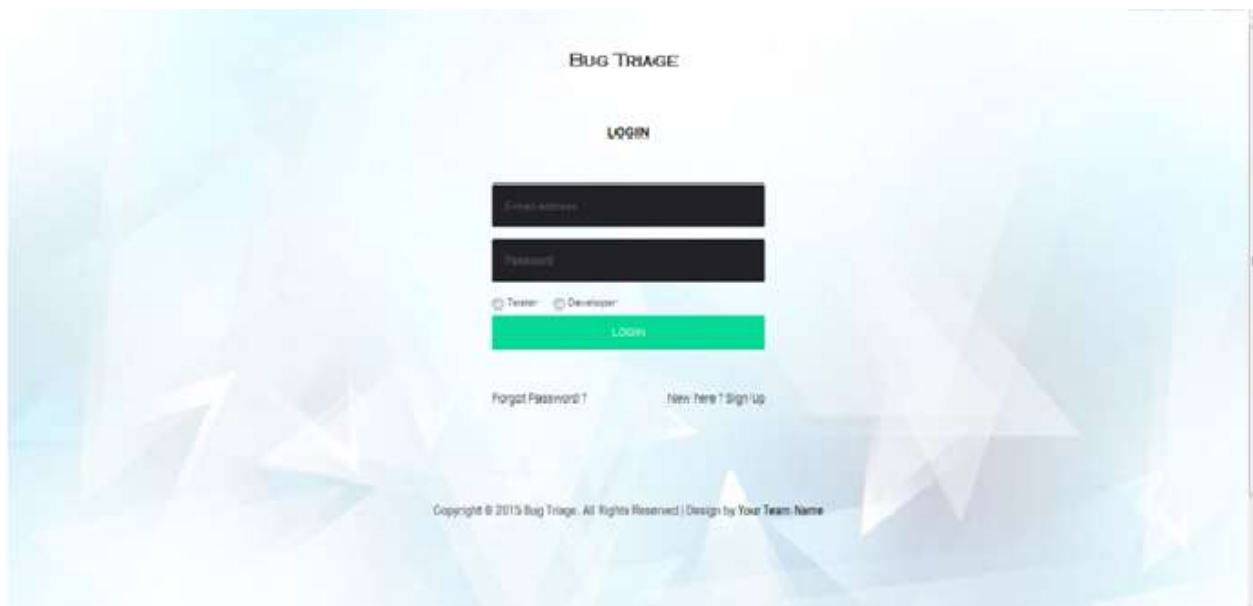 BUG TRIAGE
LOGIN
E-mail address
Password
Tester Developer
LOGIN
Forgot Password ? New here ? Sign Up
Copyright © 2015 Bug Triage. All Rights Reserved | Design by Your Team Name